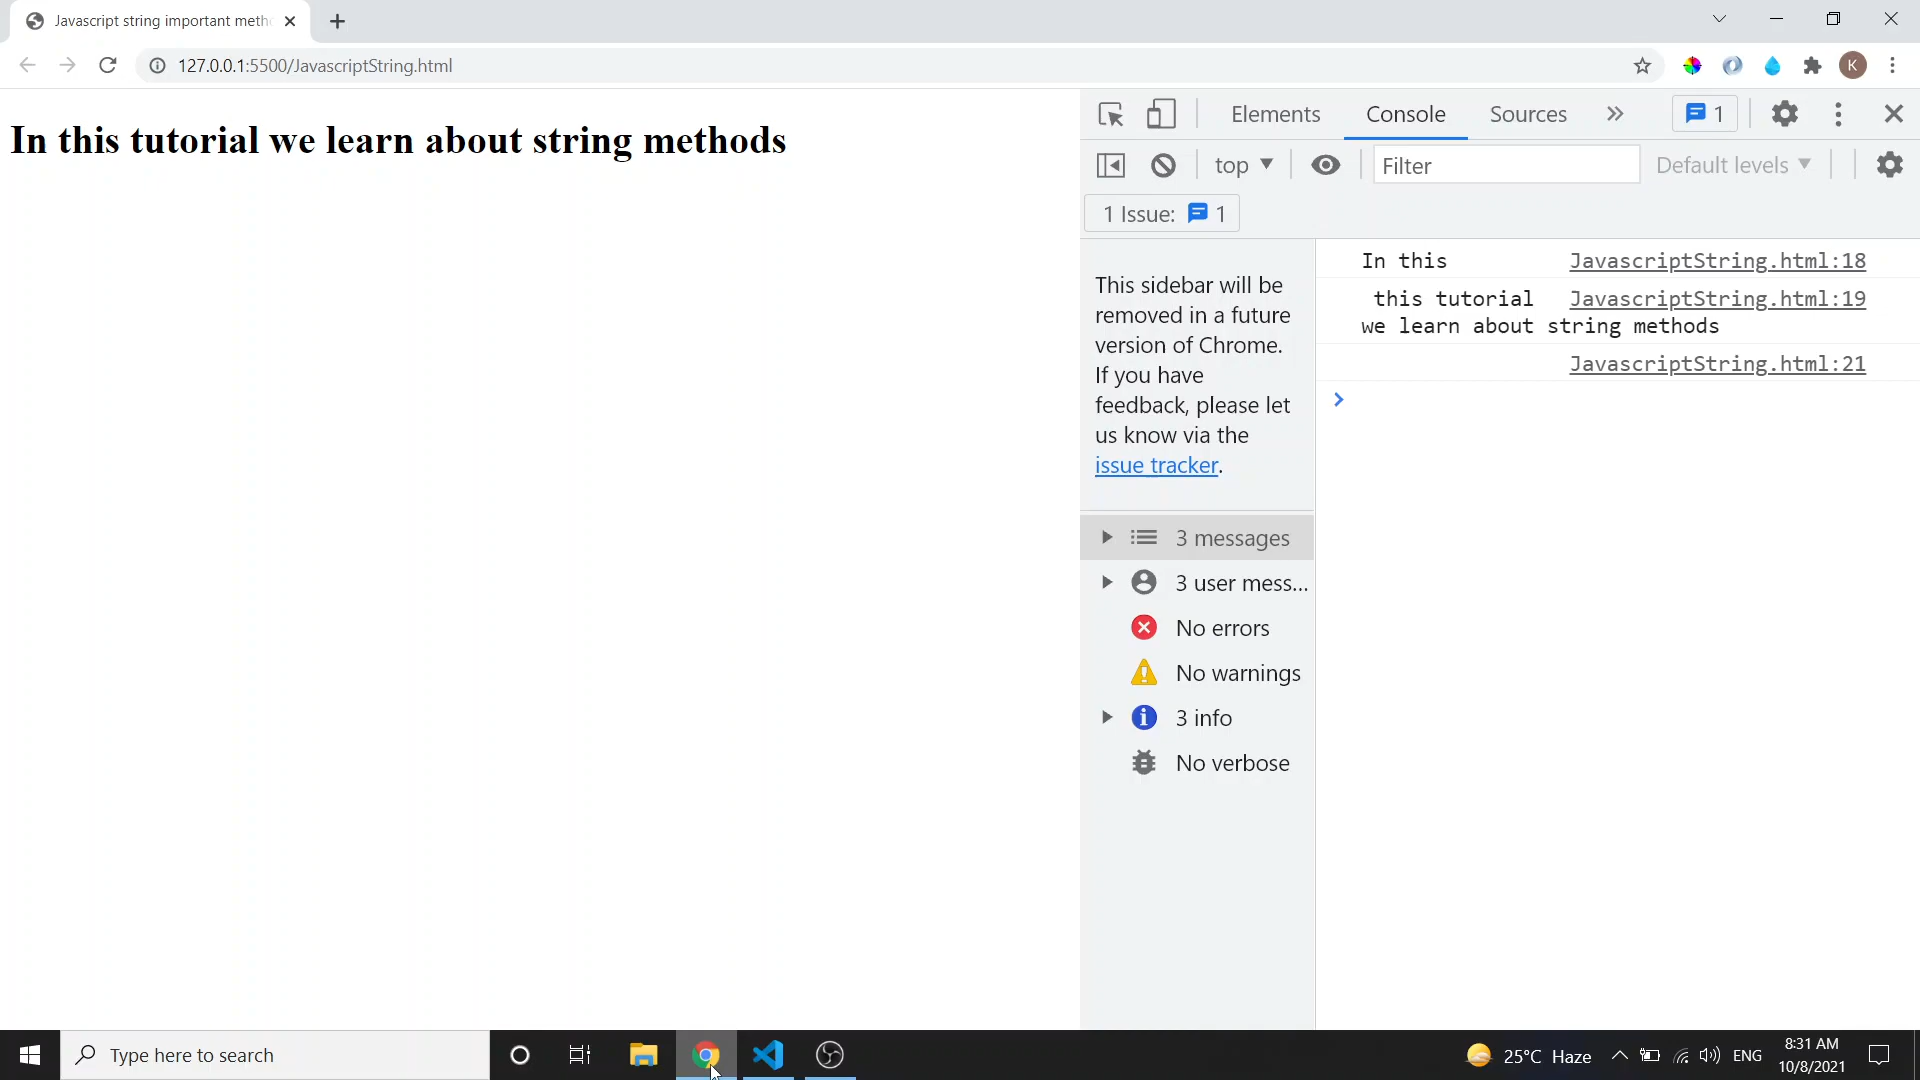 Javascript string important meth
127.0.0.1:5500/JavascriptString.html
K
In this tutorial we learn about string methods
Elements
Console
Sources
1
top
Filter
Default levels
1 Issue:
1
This sidebar will be
removed in a future
version of Chrome.
If you have
feedback, please let
us know via the
issue tracker.
3 messages
3 user mess...
No errors
No warnings
3 info
No verbose
In this JavascriptString.html:18
this tutorial JavascriptString.html:19
we learn about string methods
JavascriptString.html:21
Type here to search
25°C Haze
ENG
8:31 AM
10/8/2021